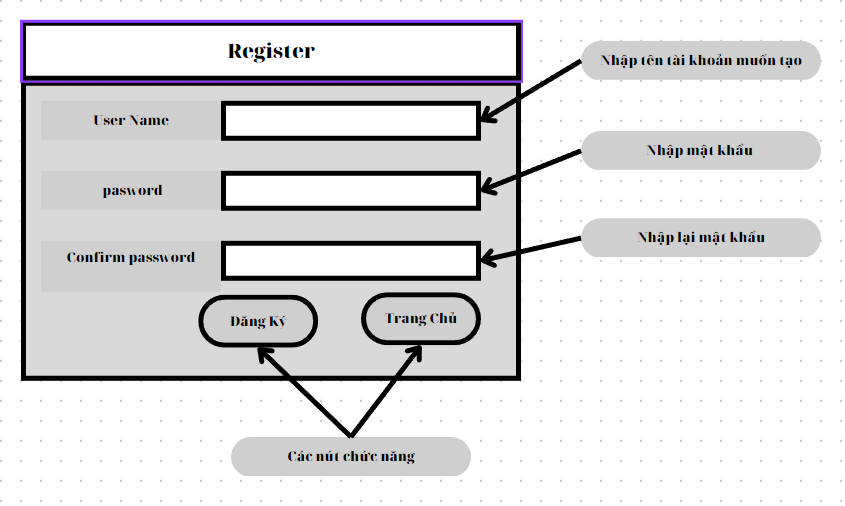 Register
Nhập tên tài khoản muốn tạo
User Name
Nhập mật khẩu
pasword
Nhập lại mật khẩu
Confirm password
Đăng Ký
Trang Chủ
Các nút chức năng